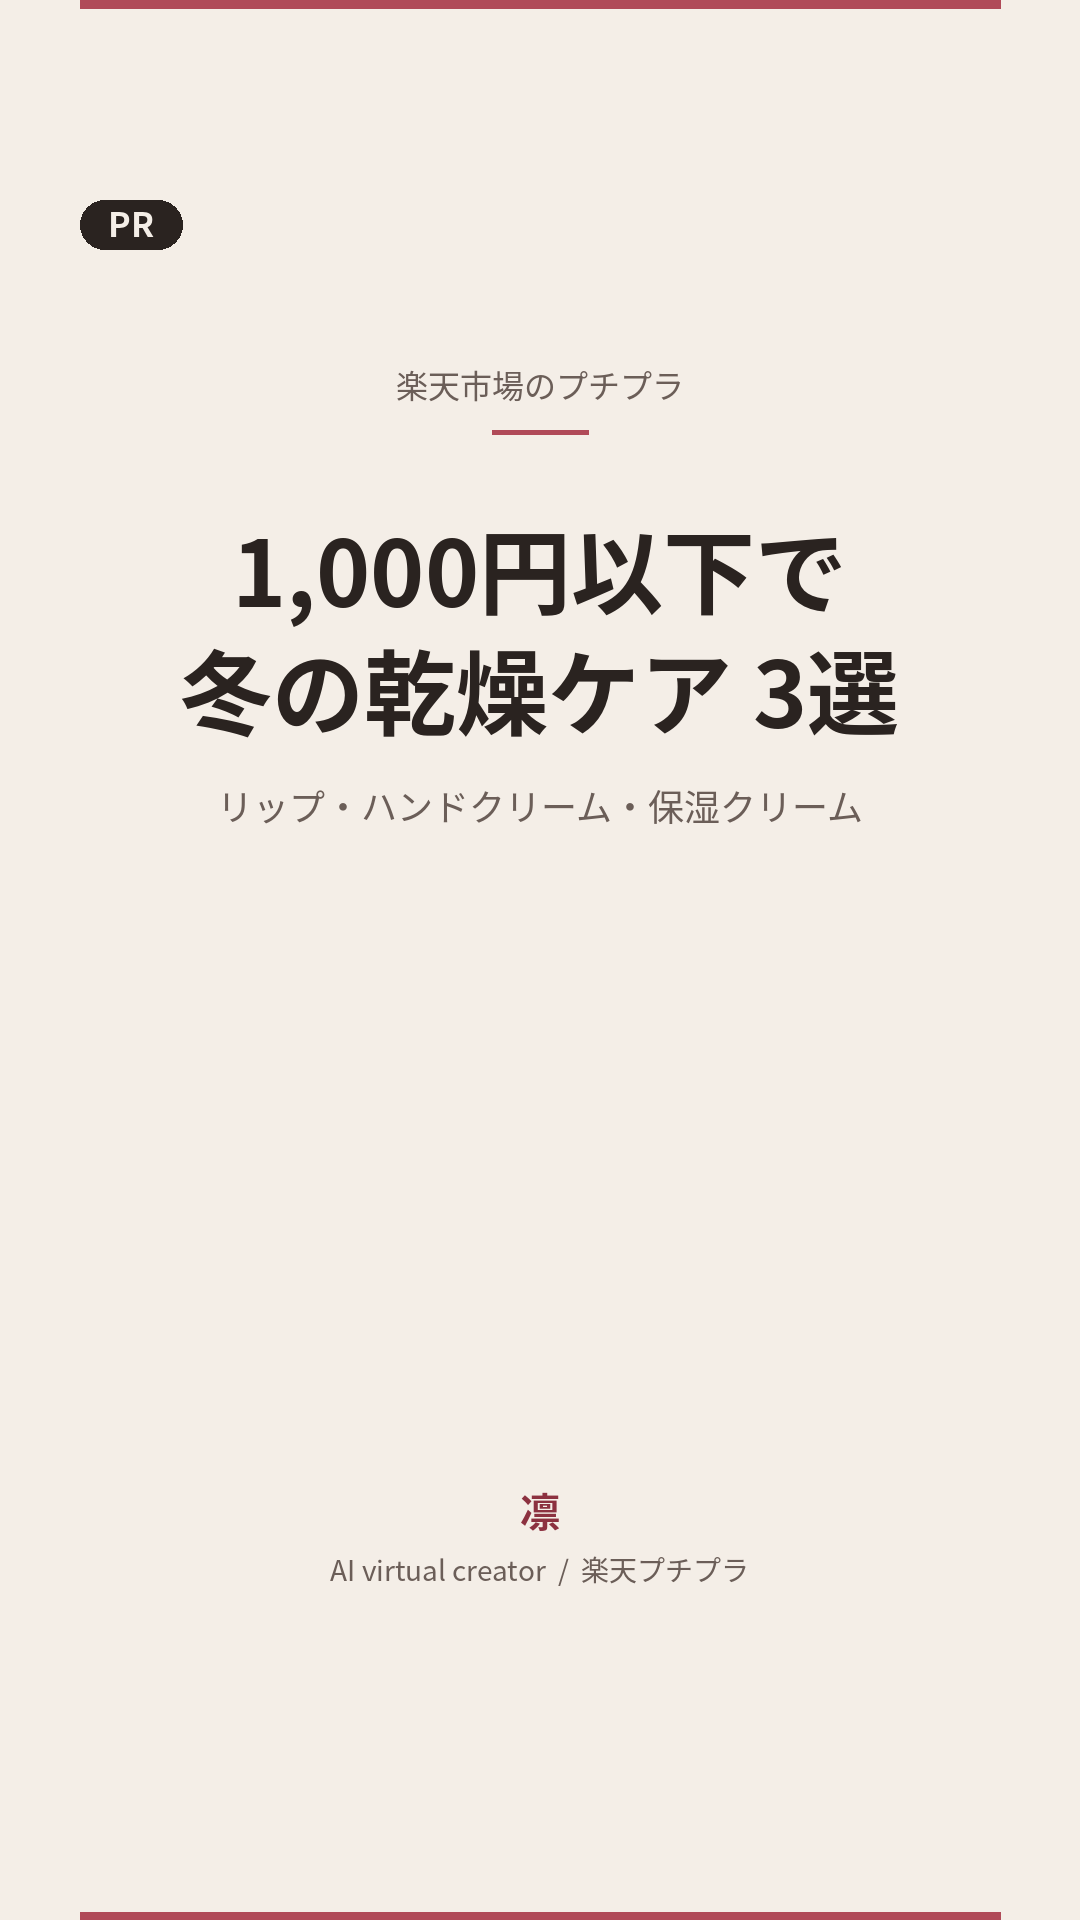 PR
楽天市場のプチプラ
1,000円以下で
冬の乾燥ケア 3選
リップ・ハンドクリーム・保湿クリーム
凛
AI virtual creator / 楽天プチプラ